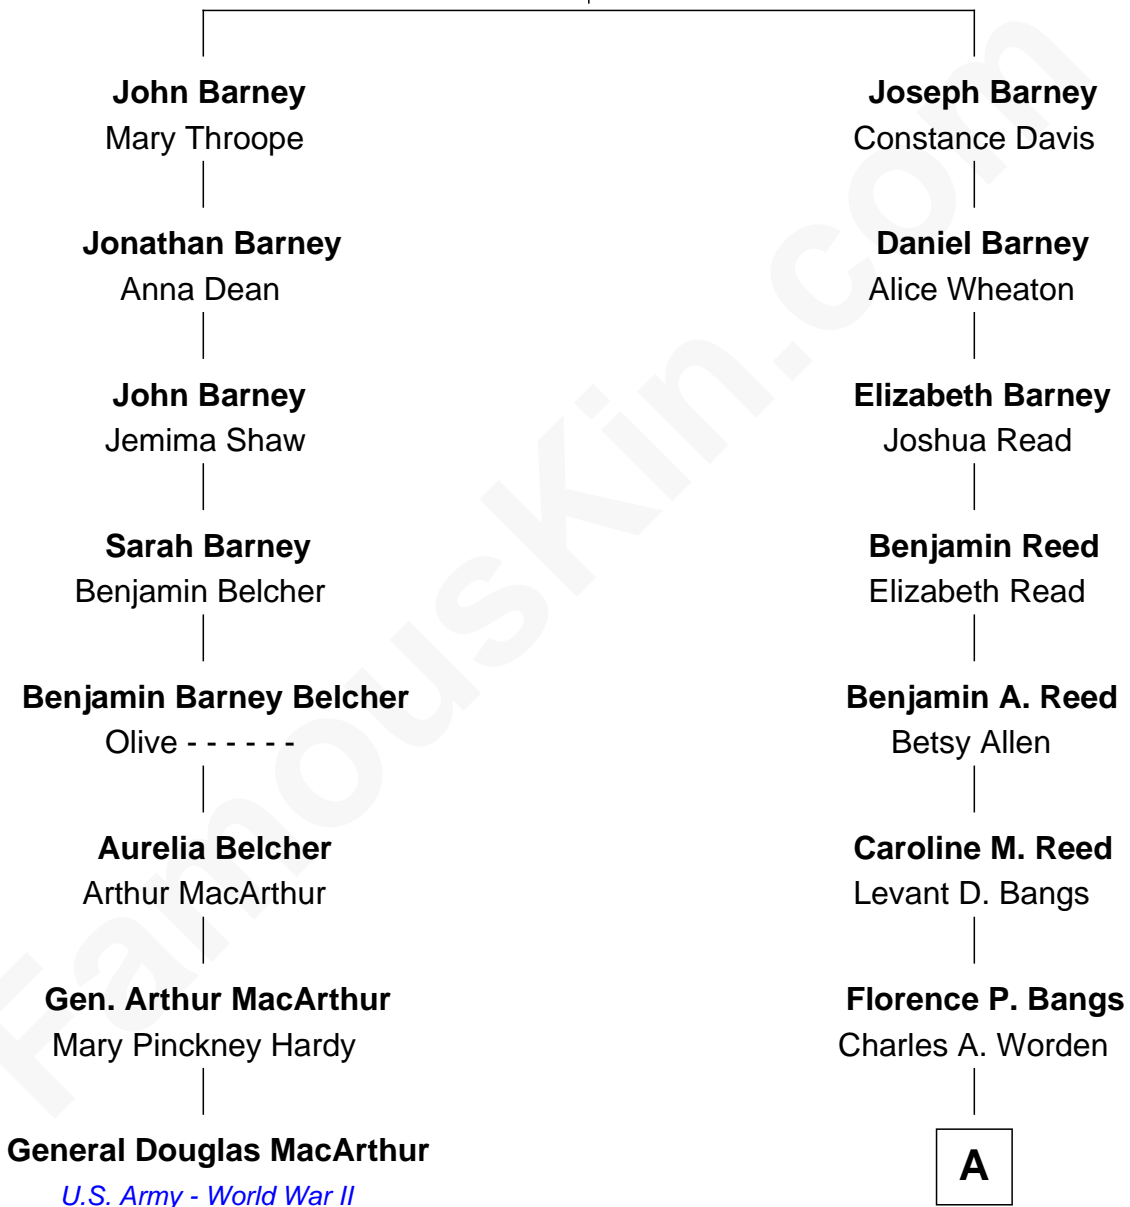 John Barney
Mary Throope
Jonathan Barney
Anna Dean
John Barney
Jemima Shaw
Sarah Barney
Benjamin Belcher
Benjamin Barney Belcher
Olive - - - - - -
Aurelia Belcher
Arthur MacArthur
Gen. Arthur MacArthur
Mary Pinckney Hardy
General Douglas MacArthur
U.S. Army - World War II
Joseph Barney
Constance Davis
Daniel Barney
Alice Wheaton
Elizabeth Barney
Joshua Read
Benjamin Reed
Elizabeth Read
Benjamin A. Reed
Betsy Allen
Caroline M. Reed
Levant D. Bangs
Florence P. Bangs
Charles A. Worden
A
FamousKin.com